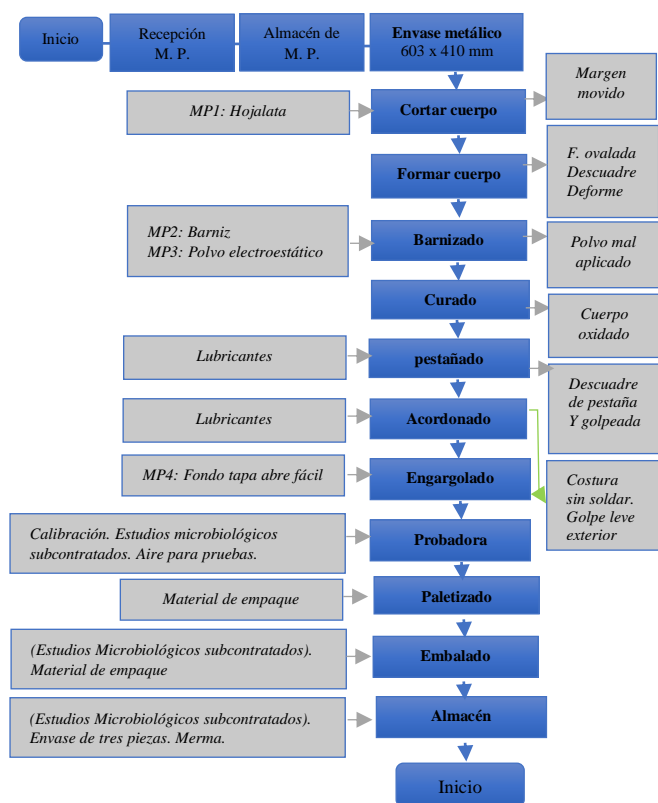 Inicio
Recepción
M. P.
Almacén de
M. P.
Envase metálico
603 x 410 mm
MP1: Hojalata
Cortar cuerpo
Margen
movido
Formar cuerpo
F. ovalada
Descuadre
Deforme
MP2: Barniz
MP3: Polvo electroestático
Barnizado
Polvo mal
aplicado
Curado
Cuerpo
oxidado
Lubricantes
pestañado
Descuadre
de pestaña
Y golpeada
Lubricantes
Acordonado
MP4: Fondo tapa abre fácil
Engargolado
Costura
sin soldar.
Golpe leve
exterior
Calibración. Estudios microbiológicos
subcontratados. Aire para pruebas.
Probadora
Material de empaque
Paletizado
(Estudios Microbiológicos subcontratados).
Material de empaque
Embalado
(Estudios Microbiológicos subcontratados).
Envase de tres piezas. Merma.
Almacén
Inicio